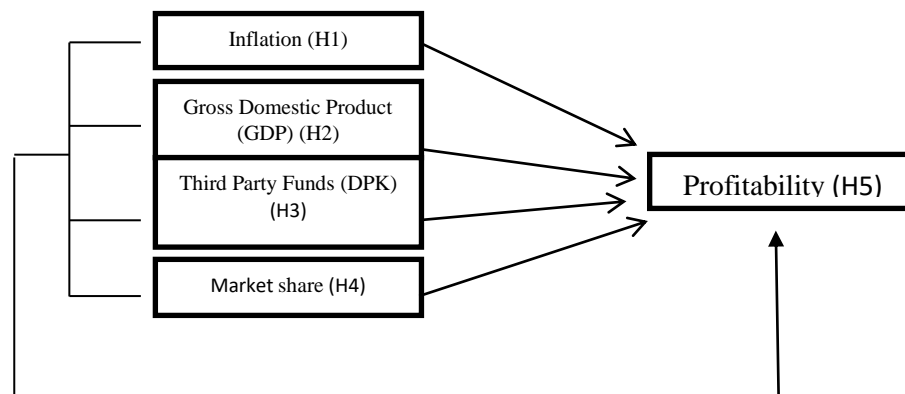 Inflation (H1)
Gross Domestic Product
(GDP) (H2)
Third Party Funds (DPK)
(H3)
Market share (H4)
Profitability (H5)